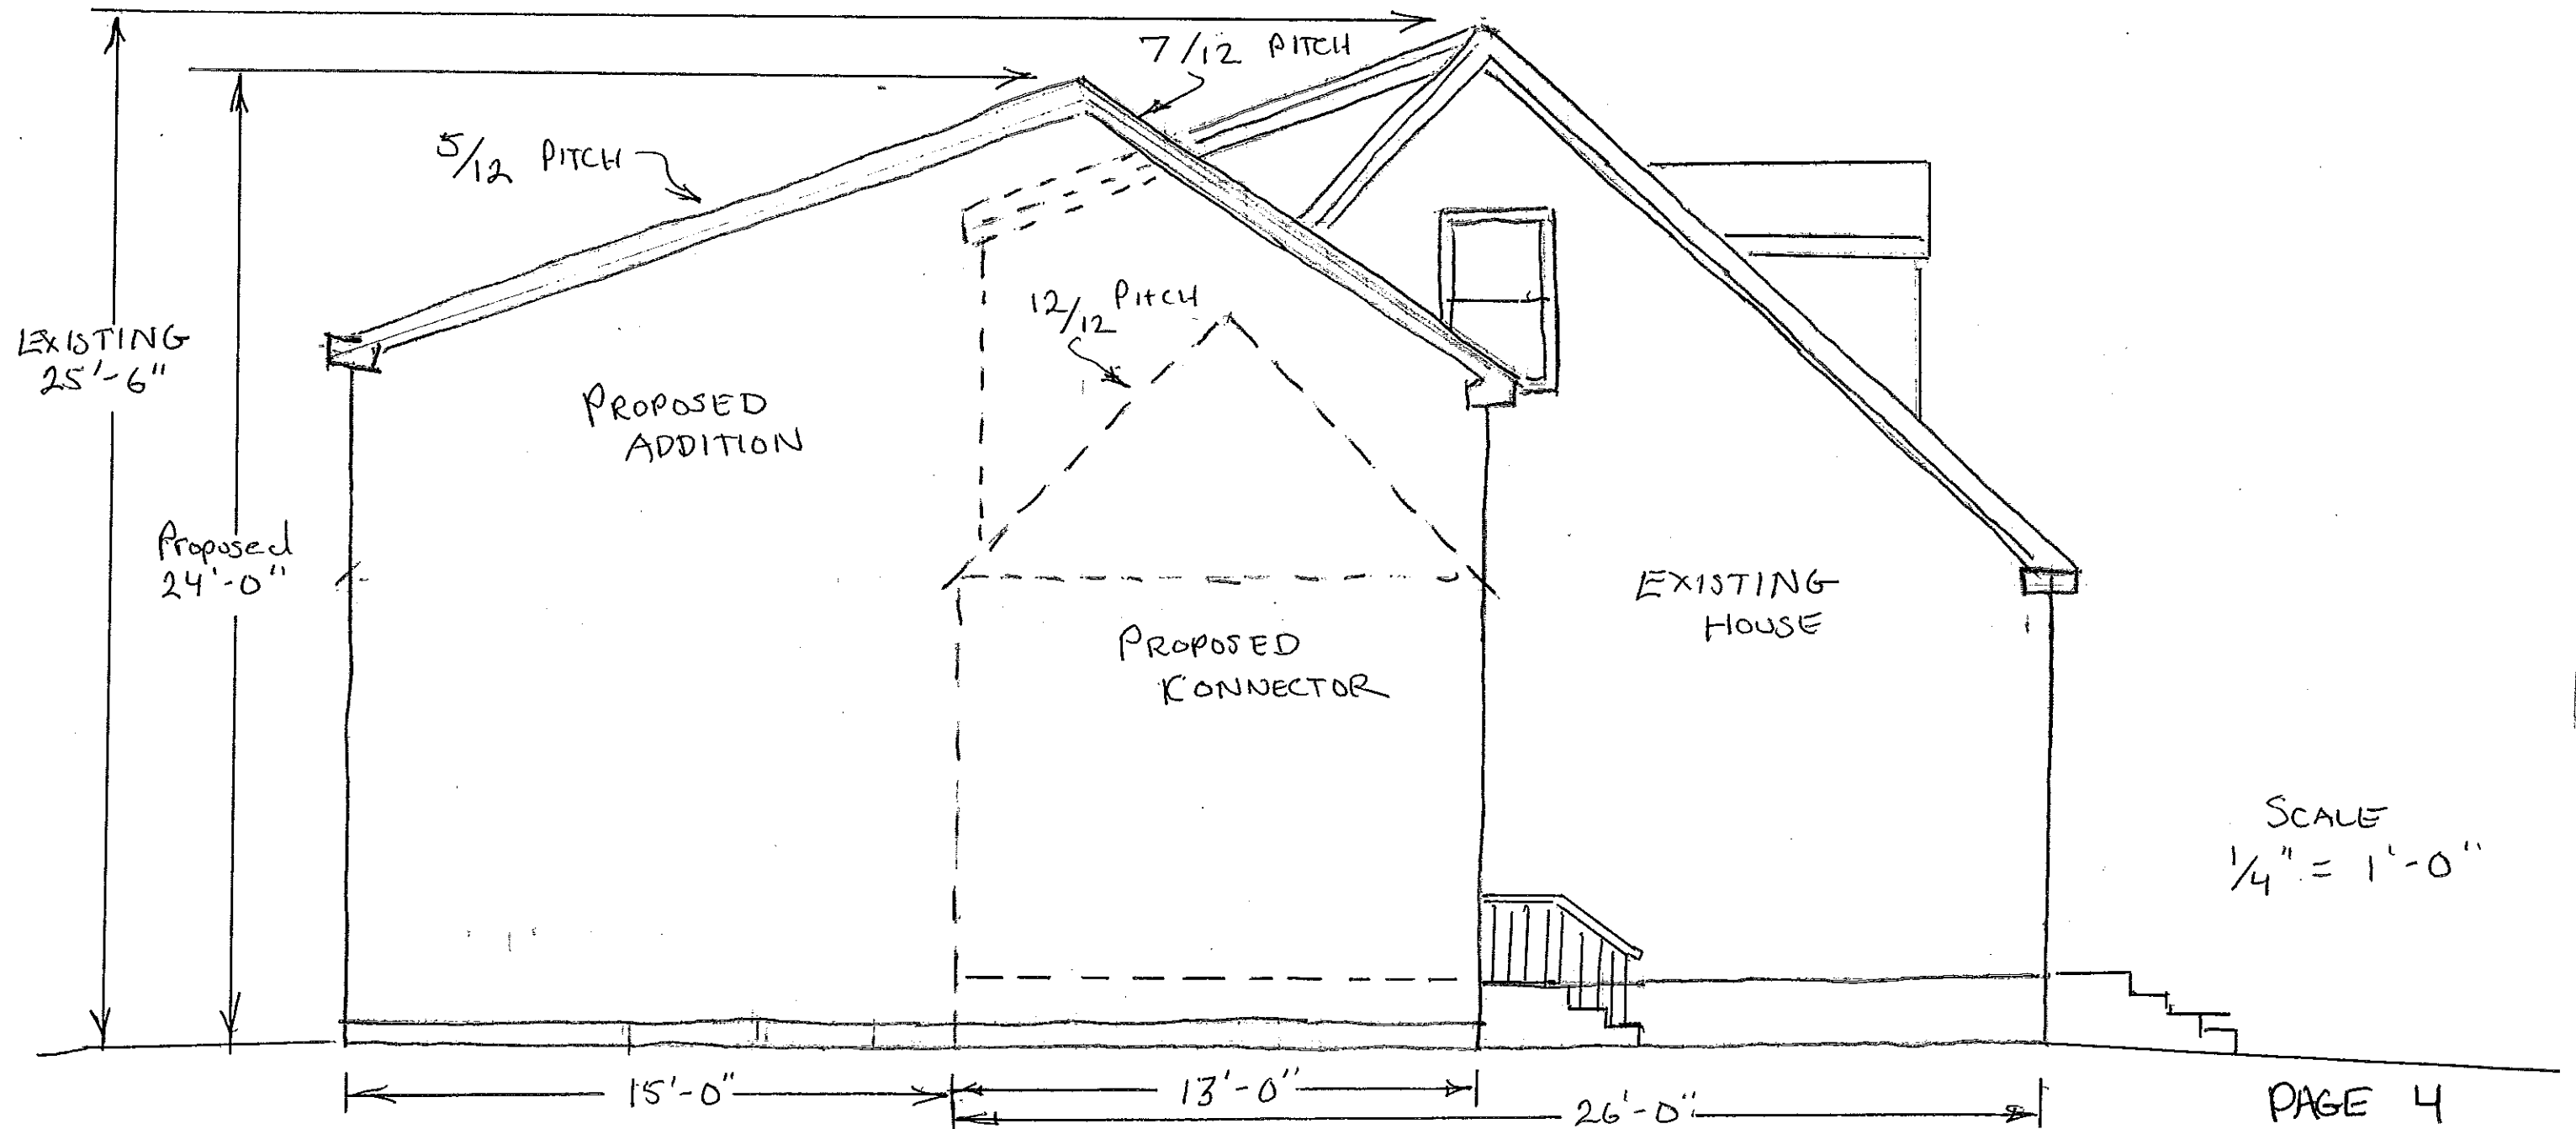 7/12 PITCH
5/12 PITCH
12/12 PITCH
EXISTING
25'-6"
PROPOSED
ADDITION
Proposed
24'-0"
EXISTING
HOUSE
PROPOSED
KONNECTOR
SCALE
1/4" = 1'-0"
15'-0"
13'-0"
26'-0"
PAGE 4